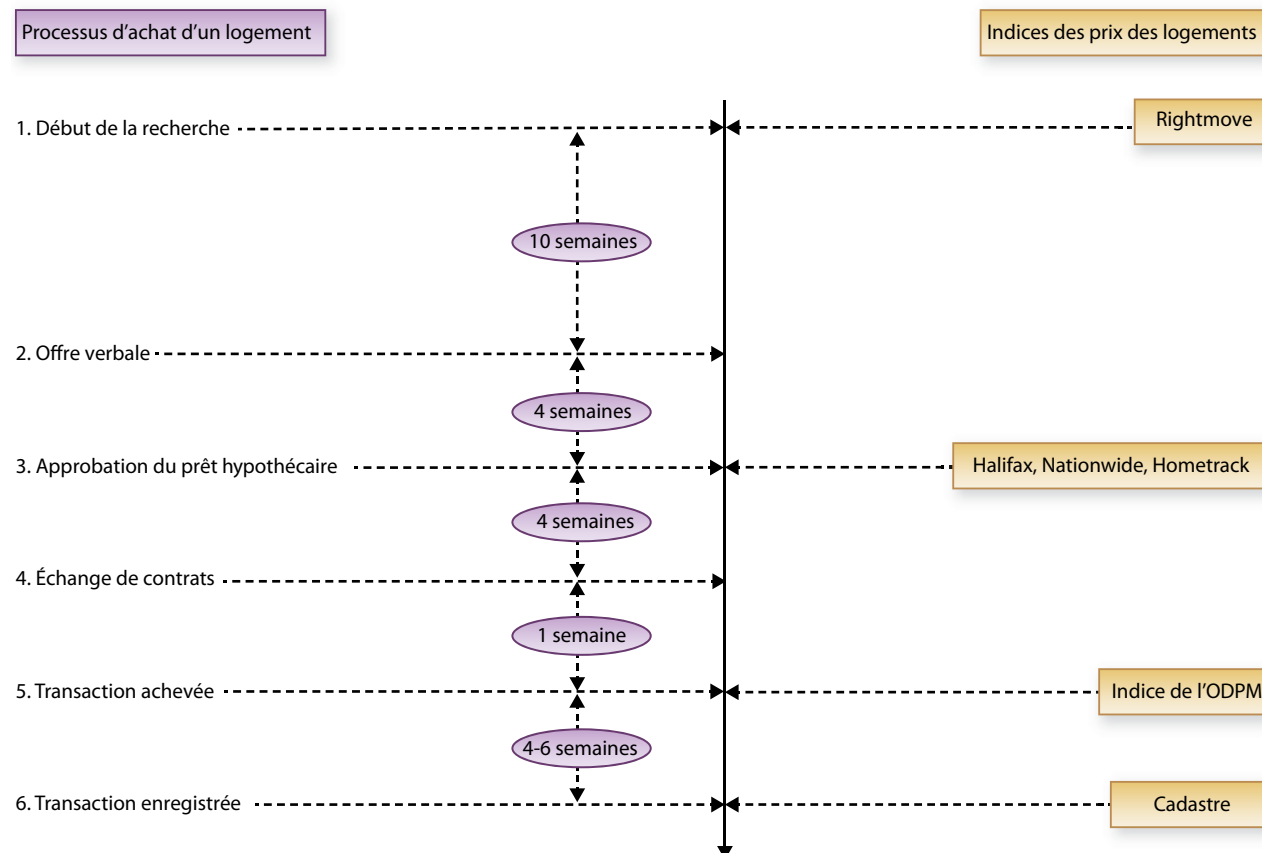 Processus d'achat d'un logement
Indices des prix des logements
1. Début de la recherche
Rightmove
10 semaines
2. Offre verbale
4 semaines
3. Approbation du prêt hypothécaire
Halifax, Nationwide, Hometrack
4 semaines
4. Échange de contrats
1 semaine
5. Transaction achevée
Indice de l'ODPM
4-6 semaines
6. Transaction enregistrée
Cadastre